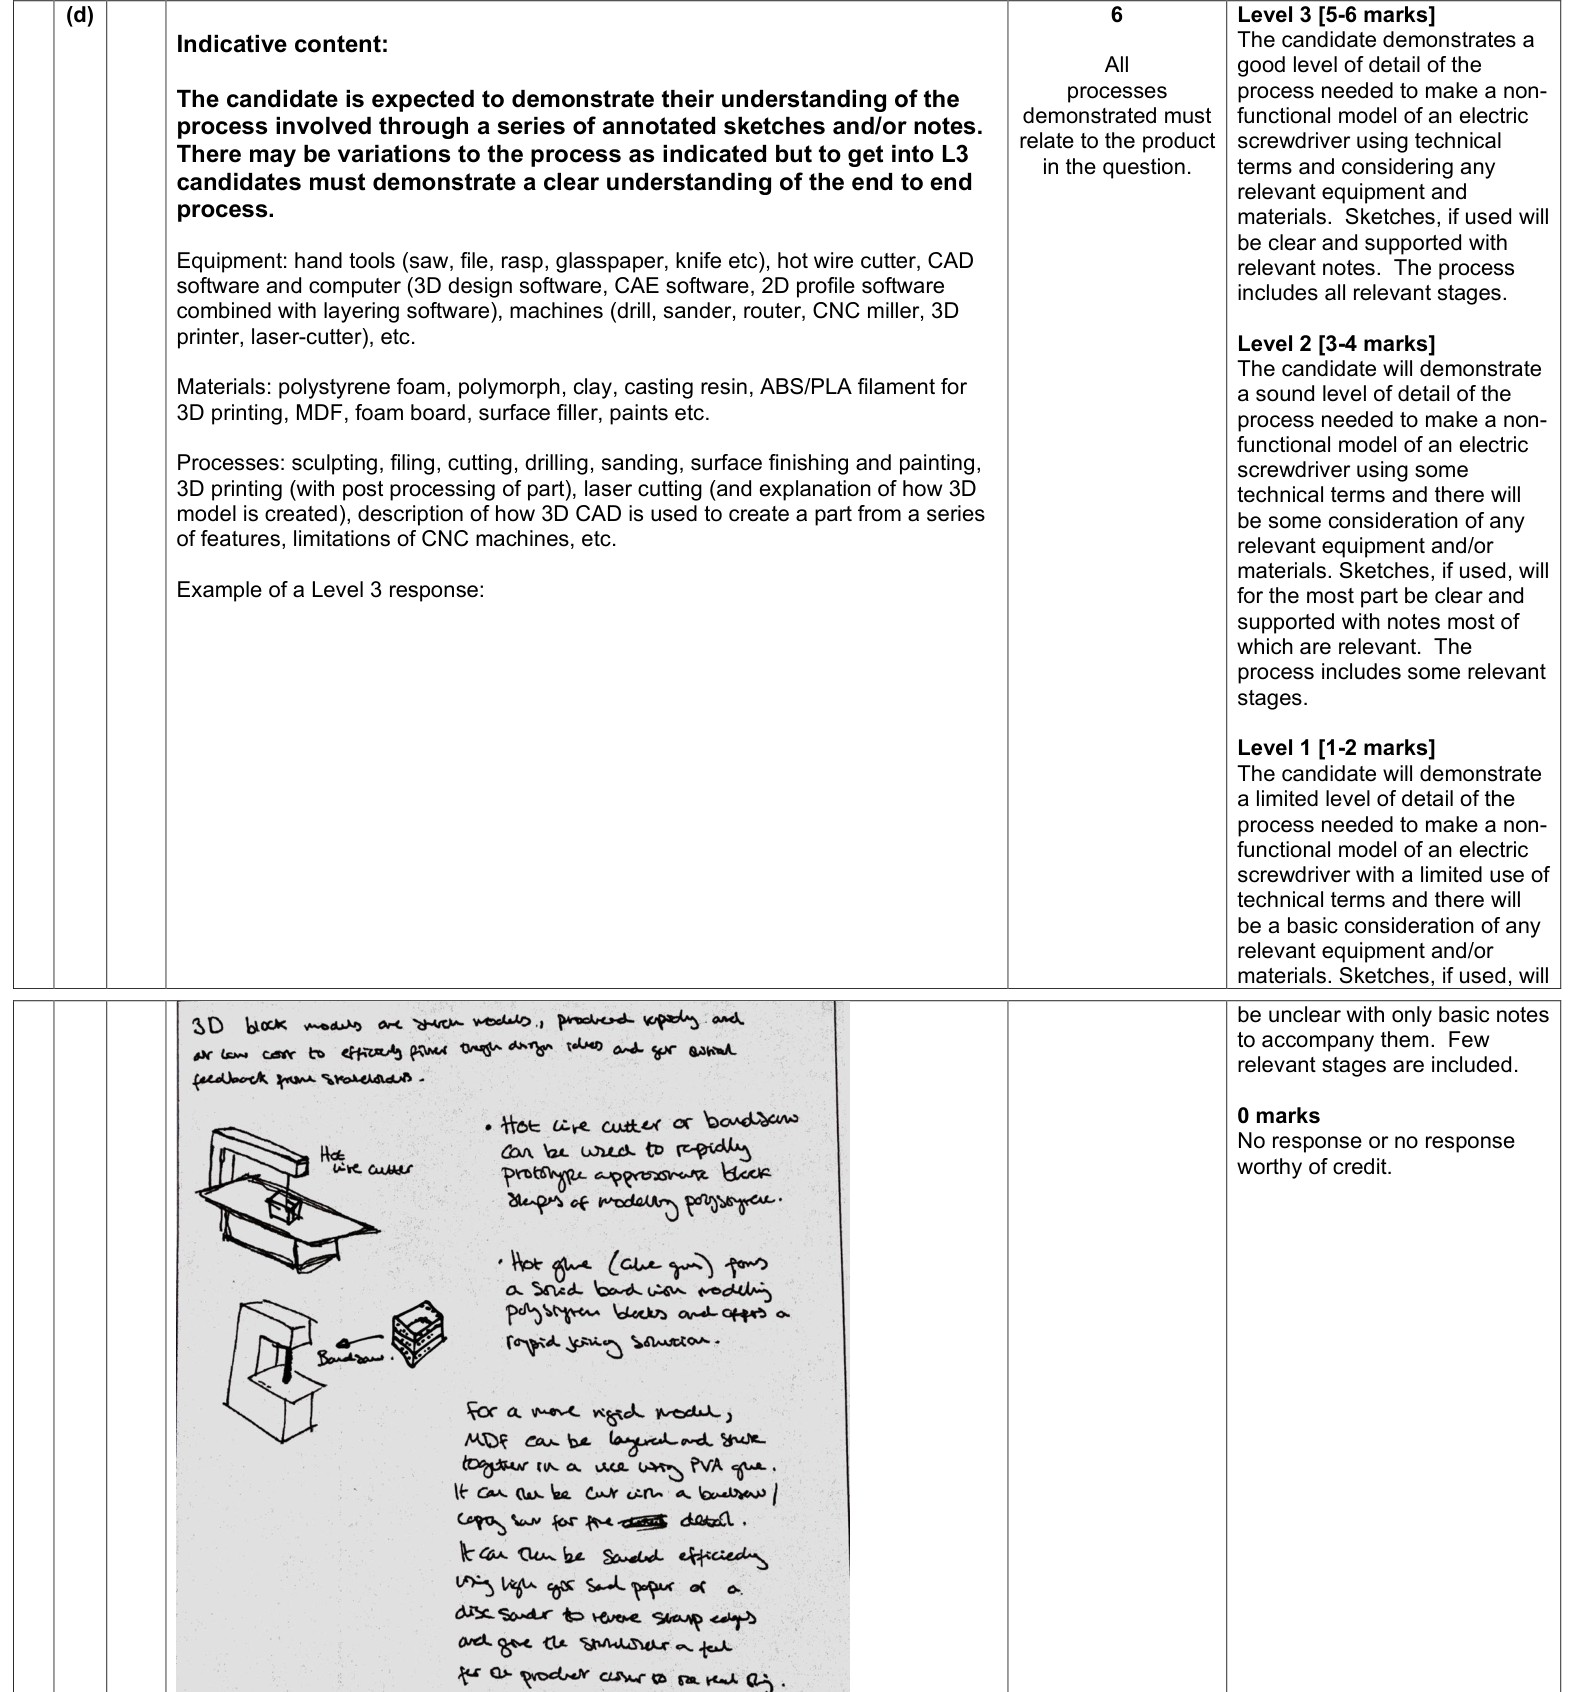 (d)
Indicative content:
The candidate is expected to demonstrate their understanding of the
process involved through a series of annotated sketches and/or notes.
There may be variations to the process as indicated but to get into L3
candidates must demonstrate a clear understanding of the end to end
process.
Equipment: hand tools (saw, file, rasp, glasspaper, knife etc), hot wire cutter, CAD
software and computer (3D design software, CAE software, 2D profile software
combined with layering software), machines (drill, sander, router, CNC miller, 3D
printer, laser-cutter), etc.
Materials: polystyrene foam, polymorph, clay, casting resin, ABS/PLA filament for
3D printing, MDF, foam board, surface filler, paints etc.
Processes: sculpting, filing, cutting, drilling, sanding, surface finishing and painting,
3D printing (with post processing of part), laser cutting (and explanation of how 3D
model is created), description of how 3D CAD is used to create a part from a series
of features, limitations of CNC machines, etc.
Example of a Level 3 response:
6
All
processes
demonstrated must
relate to the product
in the question.
Level 3 [5-6 marks]
The candidate demonstrates a
good level of detail of the
process needed to make a non-
functional model of an electric
screwdriver using technical
terms and considering any
relevant equipment and
materials.  Sketches, if used will
be clear and supported with
relevant notes.  The process
includes all relevant stages.
Level 2 [3-4 marks]
The candidate will demonstrate
a sound level of detail of the
process needed to make a non-
functional model of an electric
screwdriver using some
technical terms and there will
be some consideration of any
relevant equipment and/or
materials. Sketches, if used, will
for the most part be clear and
supported with notes most of
which are relevant.  The
process includes some relevant
stages.
Level 1 [1-2 marks]
The candidate will demonstrate
a limited level of detail of the
process needed to make a non-
functional model of an electric
screwdriver with a limited use of
technical terms and there will
be a basic consideration of any
relevant equipment and/or
materials. Sketches, if used, will
3D block models are sketch models, produced rapidly and
at low cost to efficiently filter through design ideas and get
feedback from stakeholders.
Hot wire cutter
• Hot wire cutter or bandsaw
can be used to rapidly
prototype approximate block
shapes of modelling polystyrene.
• Hot glue (Glue gun) forms
a solid bond with modelling
polystyrene blocks and offers a
rapid joining solution.
Bandsaw.
For a more rigid model,
MDF can be layered and stuck
together in a vice using PVA glue.
It can then be cut with a bandsaw/
coping saw for fine detail.
It can then be sanded efficiently
using high grit sand paper or a
disc sander to remove sharp edges
and give the stakeholders a feel
for the product closer to the real thing.
be unclear with only basic notes
to accompany them.  Few
relevant stages are included.
0 marks
No response or no response
worthy of credit.